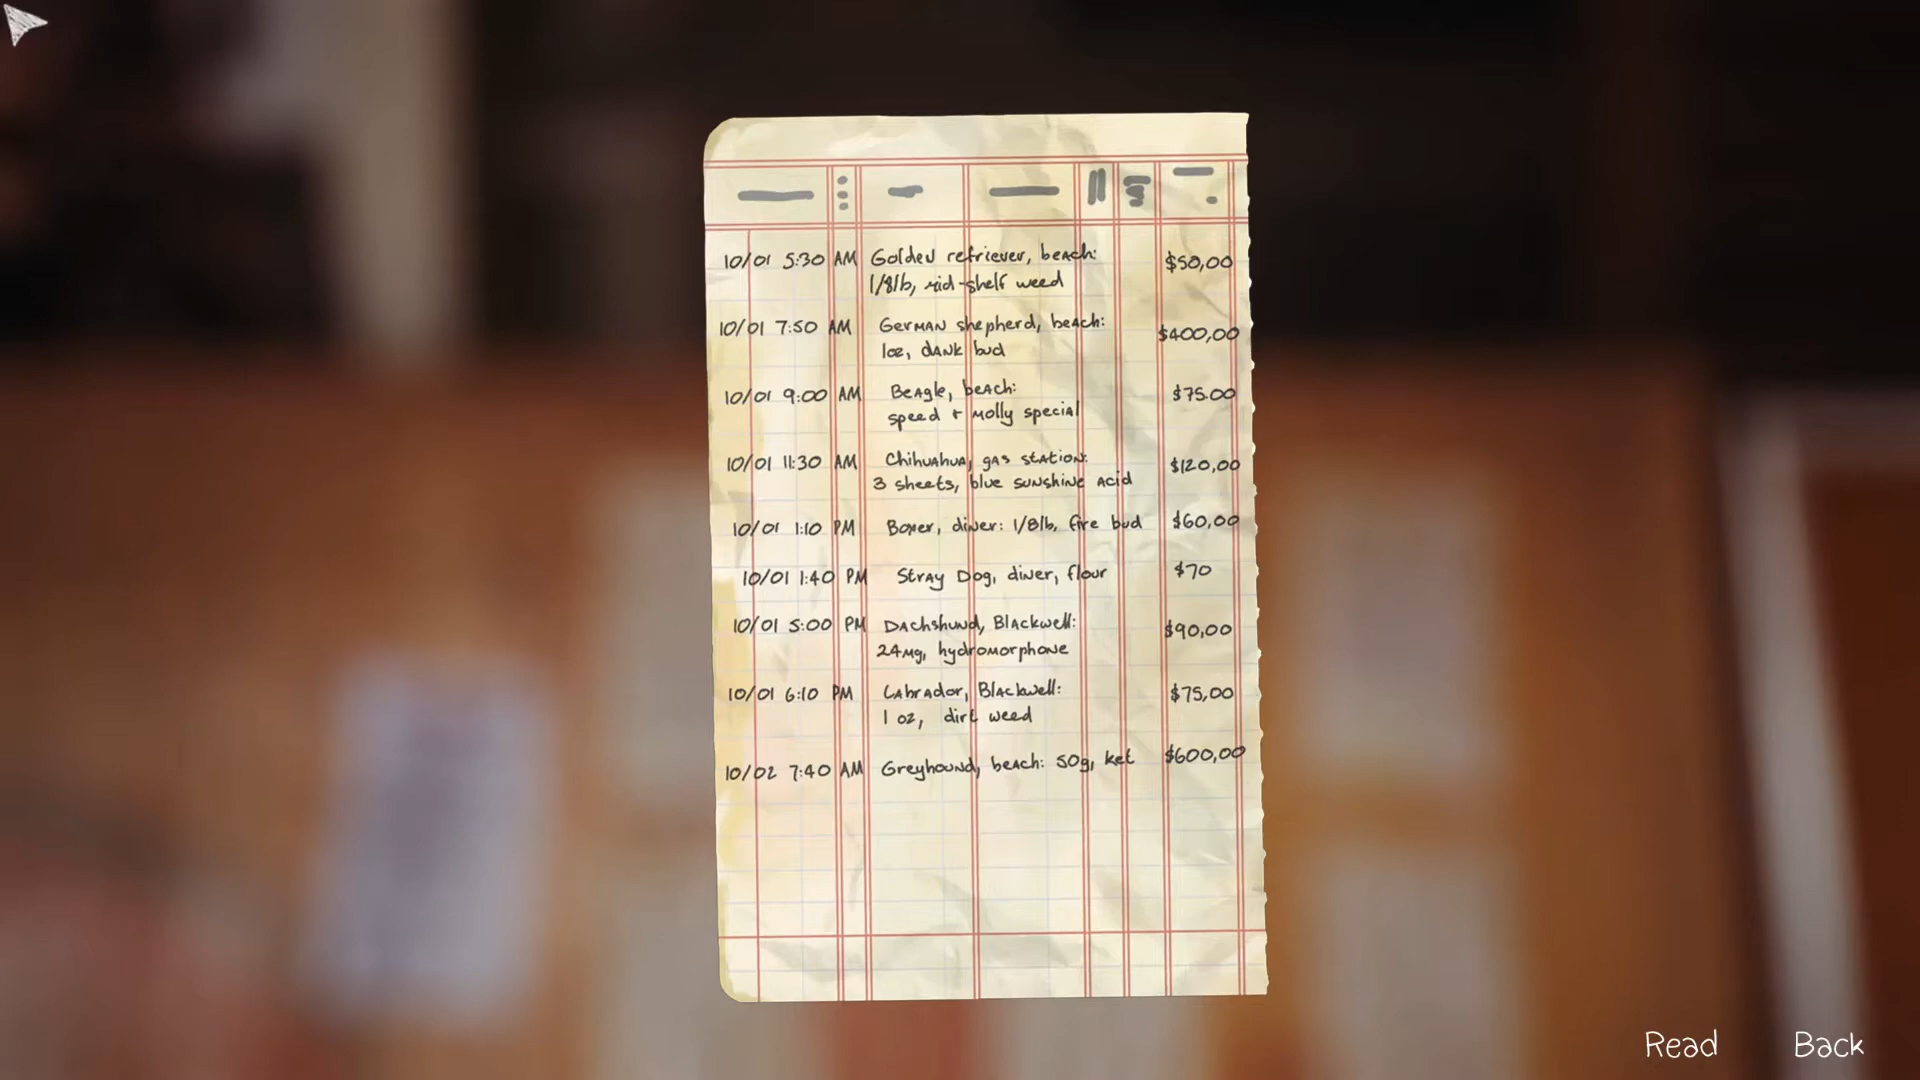 10/01 5:30 AM Golden retriever, beach: $50,00
1/8lb, mid-shelf weed
10/01 7:50 AM German shepherd, beach: $400,00
1oz, dank bud
10/01 9:00 AM Beagle, beach: $75.00
speed + Molly special
10/01 11:30 AM Chihuahua, gas station: $120,00
3 sheets, blue sunshine acid
10/01 1:10 PM Boxer, diner: 1/8lb, fire bud $60,00
10/01 1:40 PM Stray Dog, diner, flour $70
10/01 5:00 PM Dachshund, Blackwell: $90,00
24mg, hydromorphone
10/01 6:10 PM Labrador, Blackwell: $75,00
1 oz, dirt weed
10/02 7:40 AM Greyhound, beach: 50g, ket $600,00
Read Back